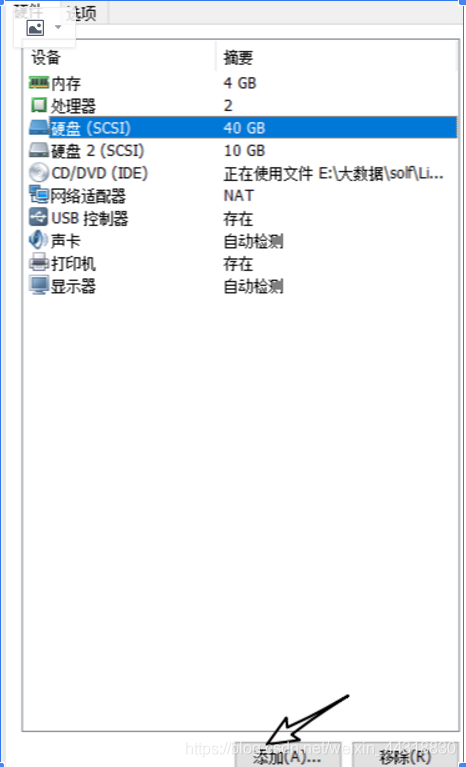 硬件 选项
设备 摘要
内存 4 GB
处理器 2
硬盘 (SCSI) 40 GB
硬盘 2 (SCSI) 10 GB
CD/DVD (IDE) 正在使用文件 E:\大数据\solf\Li...
网络适配器 NAT
USB 控制器 存在
声卡 自动检测
打印机 存在
显示器 自动检测
添加(A)... 移除(R)
https://blog.csdn.net/weixin_44318830